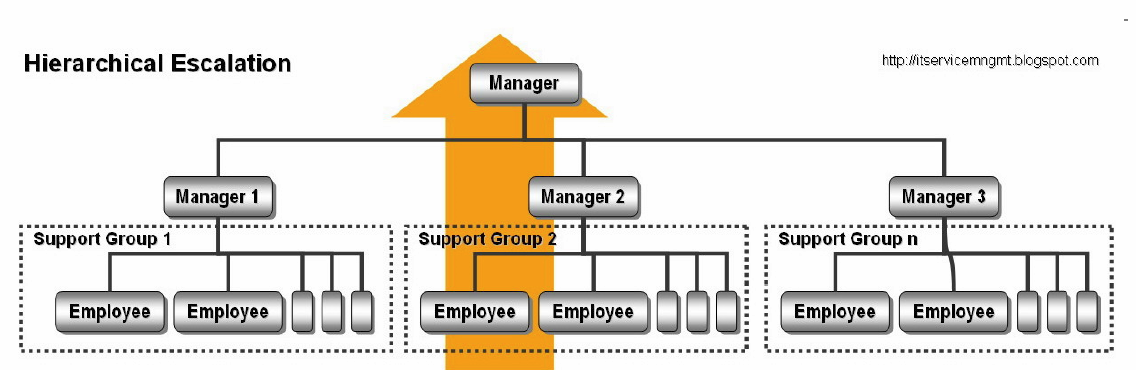 Hierarchical Escalation
http://itservicemngmt.blogspot.com
Manager
Manager 1
Manager 2
Manager 3
Support Group 1
Support Group 2
Support Group n
Employee
Employee
Employee
Employee
Employee
Employee